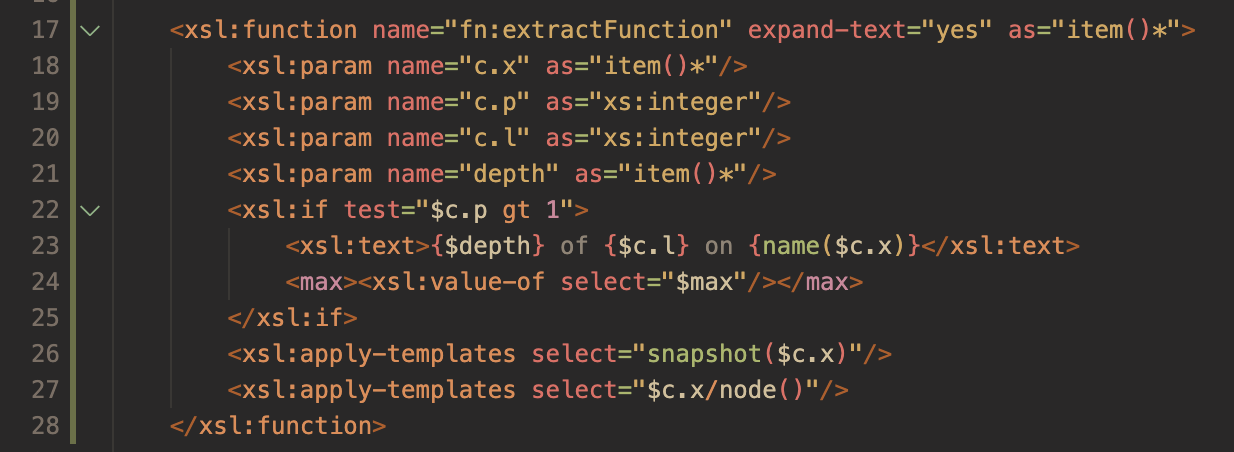 17 <xsl:function name="fn:extractFunction" expand-text="yes" as="item()*">
18 <xsl:param name="c.x" as="item()*"/>
19 <xsl:param name="c.p" as="xs:integer"/>
20 <xsl:param name="c.l" as="xs:integer"/>
21 <xsl:param name="depth" as="item()*"/>
22 <xsl:if test="$c.p gt 1">
23 <xsl:text>{$depth} of {$c.l} on {name($c.x)}</xsl:text>
24 <max><xsl:value-of select="$max"/></max>
25 </xsl:if>
26 <xsl:apply-templates select="snapshot($c.x)"/>
27 <xsl:apply-templates select="$c.x/node()"/>
28 </xsl:function>